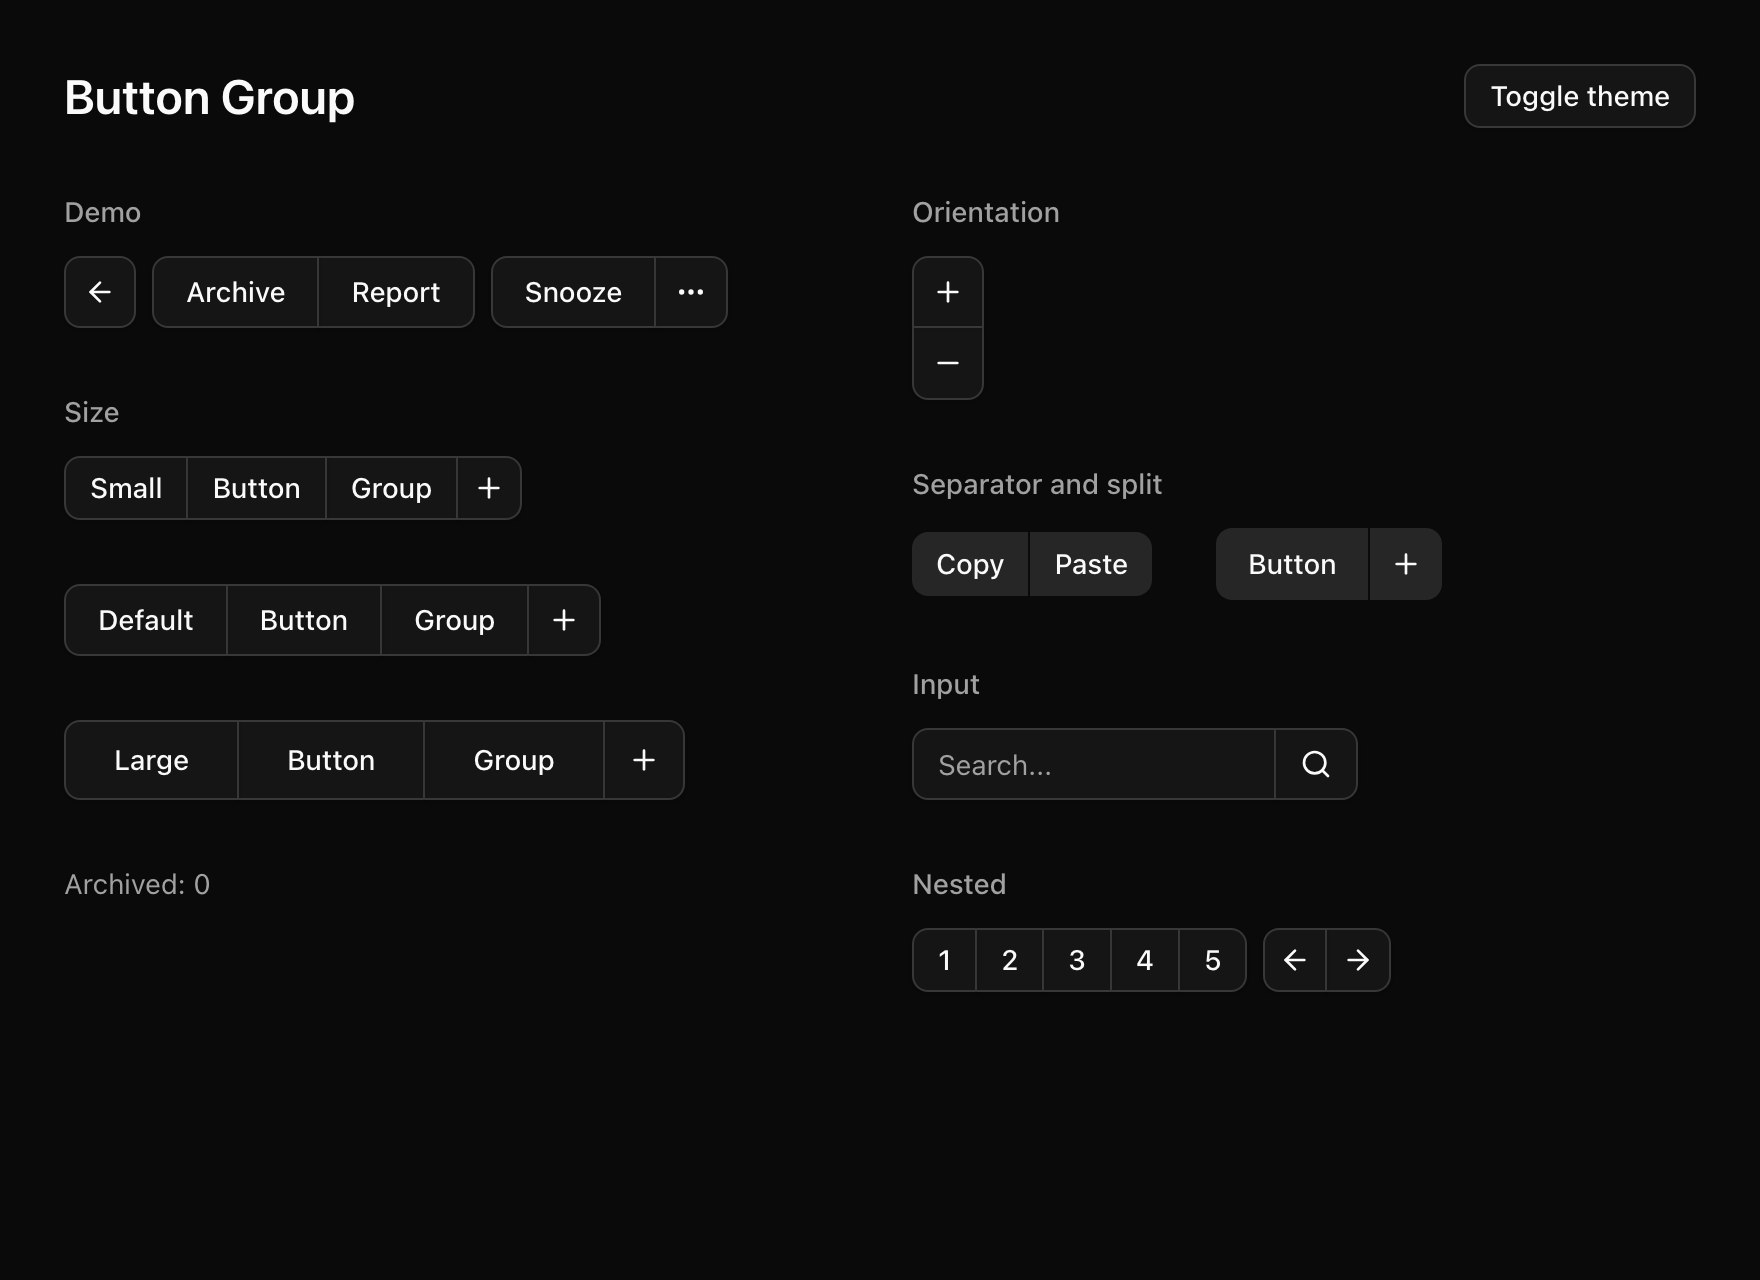 Button Group
Toggle theme
Demo
Archive Report Snooze
Size
Small Button Group
Default Button Group
Large Button Group
Archived: 0
Orientation
Separator and split
Copy Paste Button
Input
Search...
Nested
1 2 3 4 5